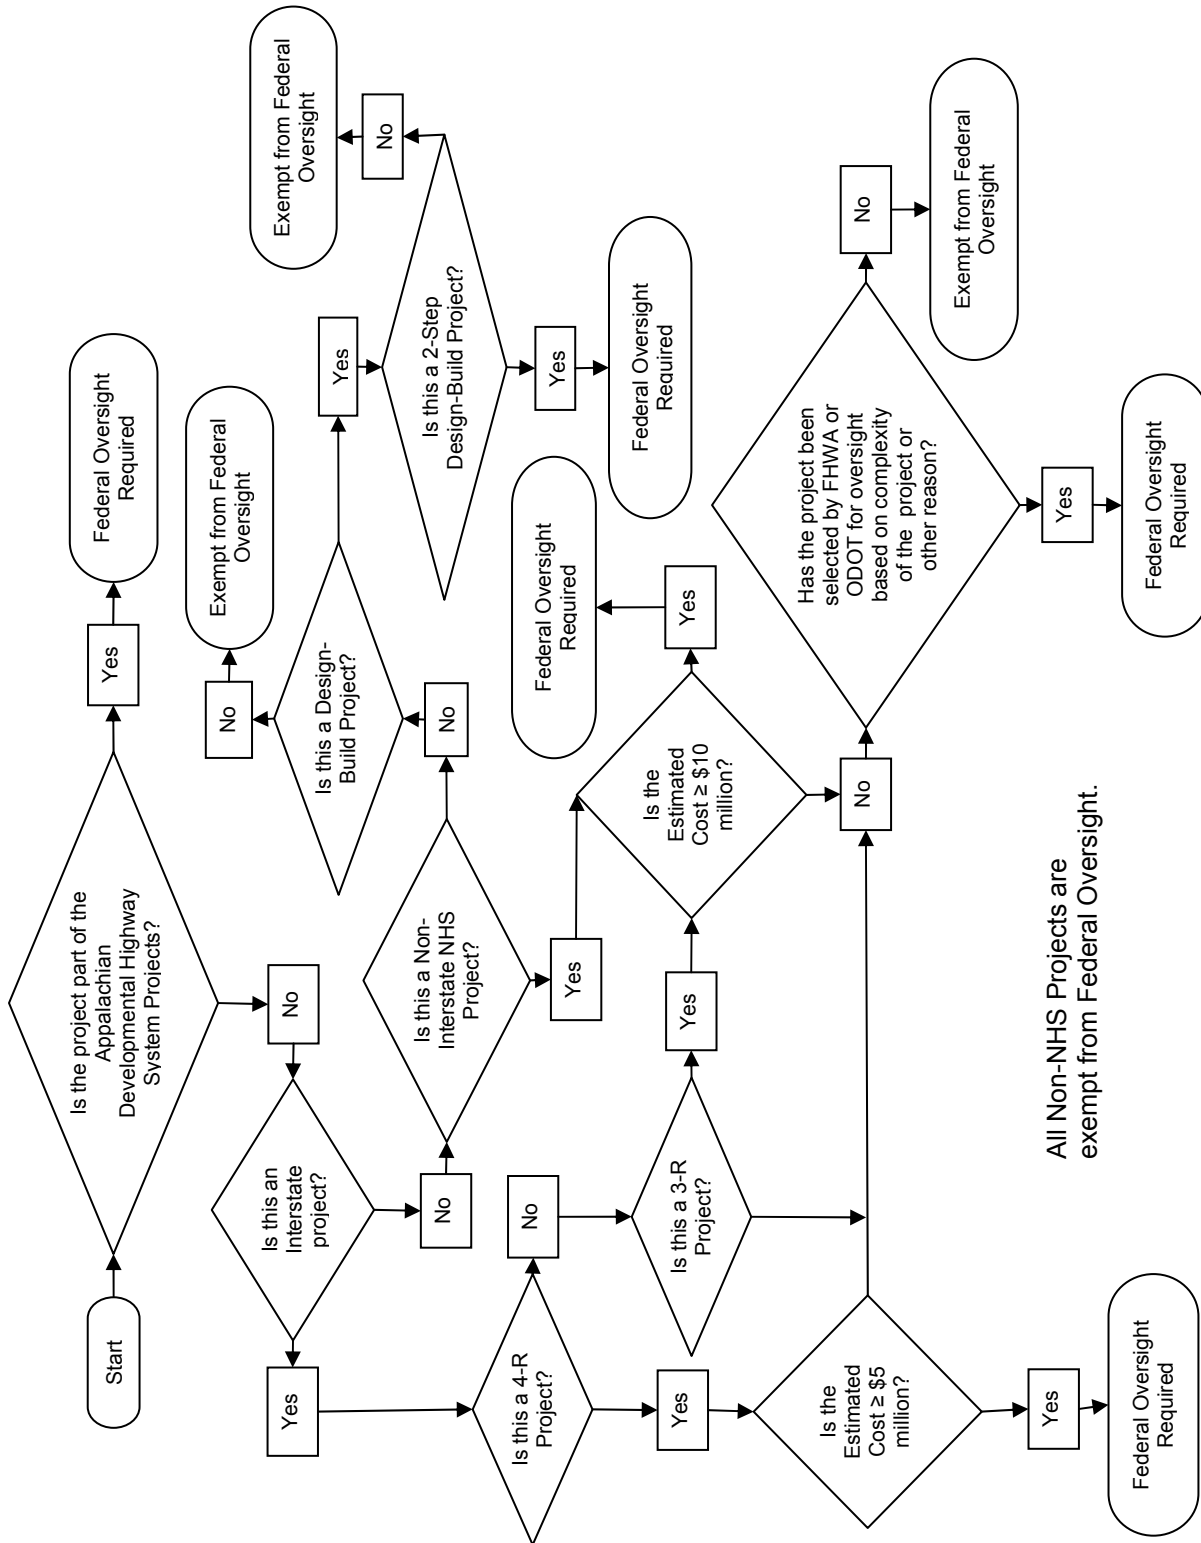 Start
Is the project part of the
Appalachian
Developmental Highway
System Projects?
Yes
Federal Oversight
Required
No
Is this an
Interstate
project?
Yes
No
Is this a Non-
Interstate NHS
Project?
No
Is this a Design-
Build Project?
No
Exempt from Federal
Oversight
Yes
Is this a 2-Step
Design-Build Project?
No
Exempt from Federal
Oversight
Yes
Federal Oversight
Required
Yes
Is this a 4-R
Project?
No
Is this a 3-R
Project?
Yes
Is the
Estimated
Cost ≥ $10
million?
Yes
Federal Oversight
Required
Yes
Is the
Estimated
Cost ≥ $5
million?
Yes
Federal Oversight
Required
No
Has the project been
selected by FHWA or
ODOT for oversight
based on complexity
of the project or
other reason?
No
Exempt from Federal
Oversight
Yes
Federal Oversight
Required
All Non-NHS Projects are
exempt from Federal Oversight.